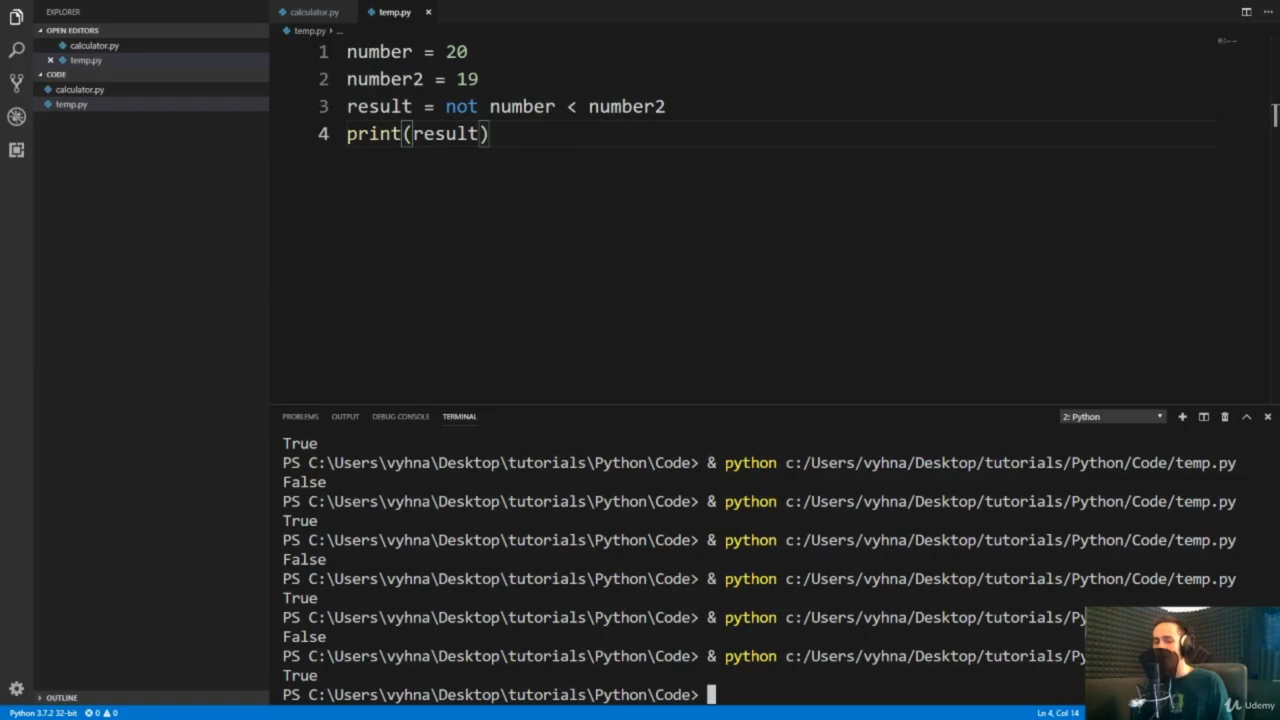 EXPLORER
OPEN EDITORS
calculator.py
temp.py
CODE
calculator.py
temp.py
OUTLINE
calculator.py temp.py
temp.py > ...
1 number = 20
2 number2 = 19
3 result = not number < number2
4 print(result)
PROBLEMS OUTPUT DEBUG CONSOLE TERMINAL 2: Python
True
PS C:\Users\vyhna\Desktop\tutorials\Python\Code> & python c:/Users/vyhna/Desktop/tutorials/Python/Code/temp.py
False
PS C:\Users\vyhna\Desktop\tutorials\Python\Code> & python c:/Users/vyhna/Desktop/tutorials/Python/Code/temp.py
True
PS C:\Users\vyhna\Desktop\tutorials\Python\Code> & python c:/Users/vyhna/Desktop/tutorials/Python/Code/temp.py
False
PS C:\Users\vyhna\Desktop\tutorials\Python\Code> & python c:/Users/vyhna/Desktop/tutorials/Python/Code/temp.py
True
PS C:\Users\vyhna\Desktop\tutorials\Python\Code> & python c:/Users/vyhna/Desktop/tutorials/Py
False
PS C:\Users\vyhna\Desktop\tutorials\Python\Code> & python c:/Users/vyhna/Desktop/tutorials/Py
True
PS C:\Users\vyhna\Desktop\tutorials\Python\Code>
Udemy
Python 3.7.2 32-bit 0 0 Ln 4, Col 14